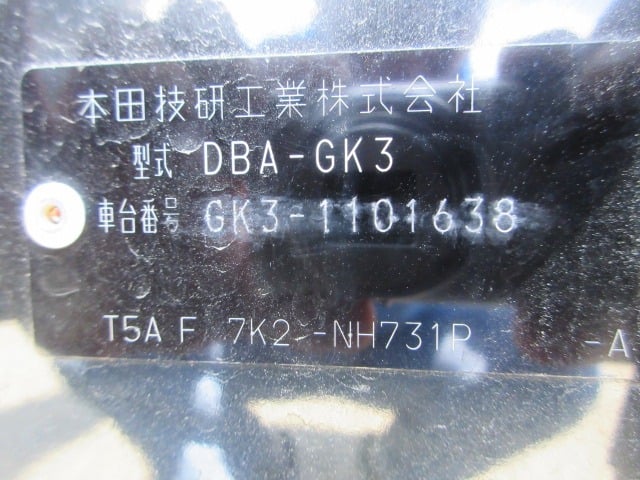 本田技研工業株式会社
型式 DBA-GK3
車台番号 GK3-1101638
T5A F 7K2 -NH731P -A